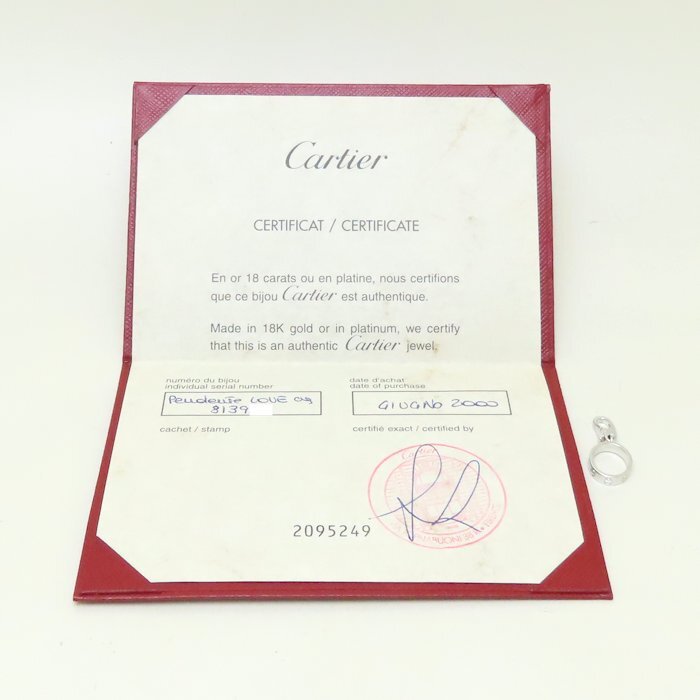 Cartier
CERTIFICAT / CERTIFICATE
En or 18 carats ou en platine, nous certifions
que ce bijou Cartier est authentique.
Made in 18K gold or in platinum, we certify
that this is an authentic Cartier jewel.
numéro du bijou
individual serial number
Pendente LOVE
8139
date d'achat
date of purchase
GIUGNO 2000
cachet / stamp
certifié exact / certified by
Cartier
2095249